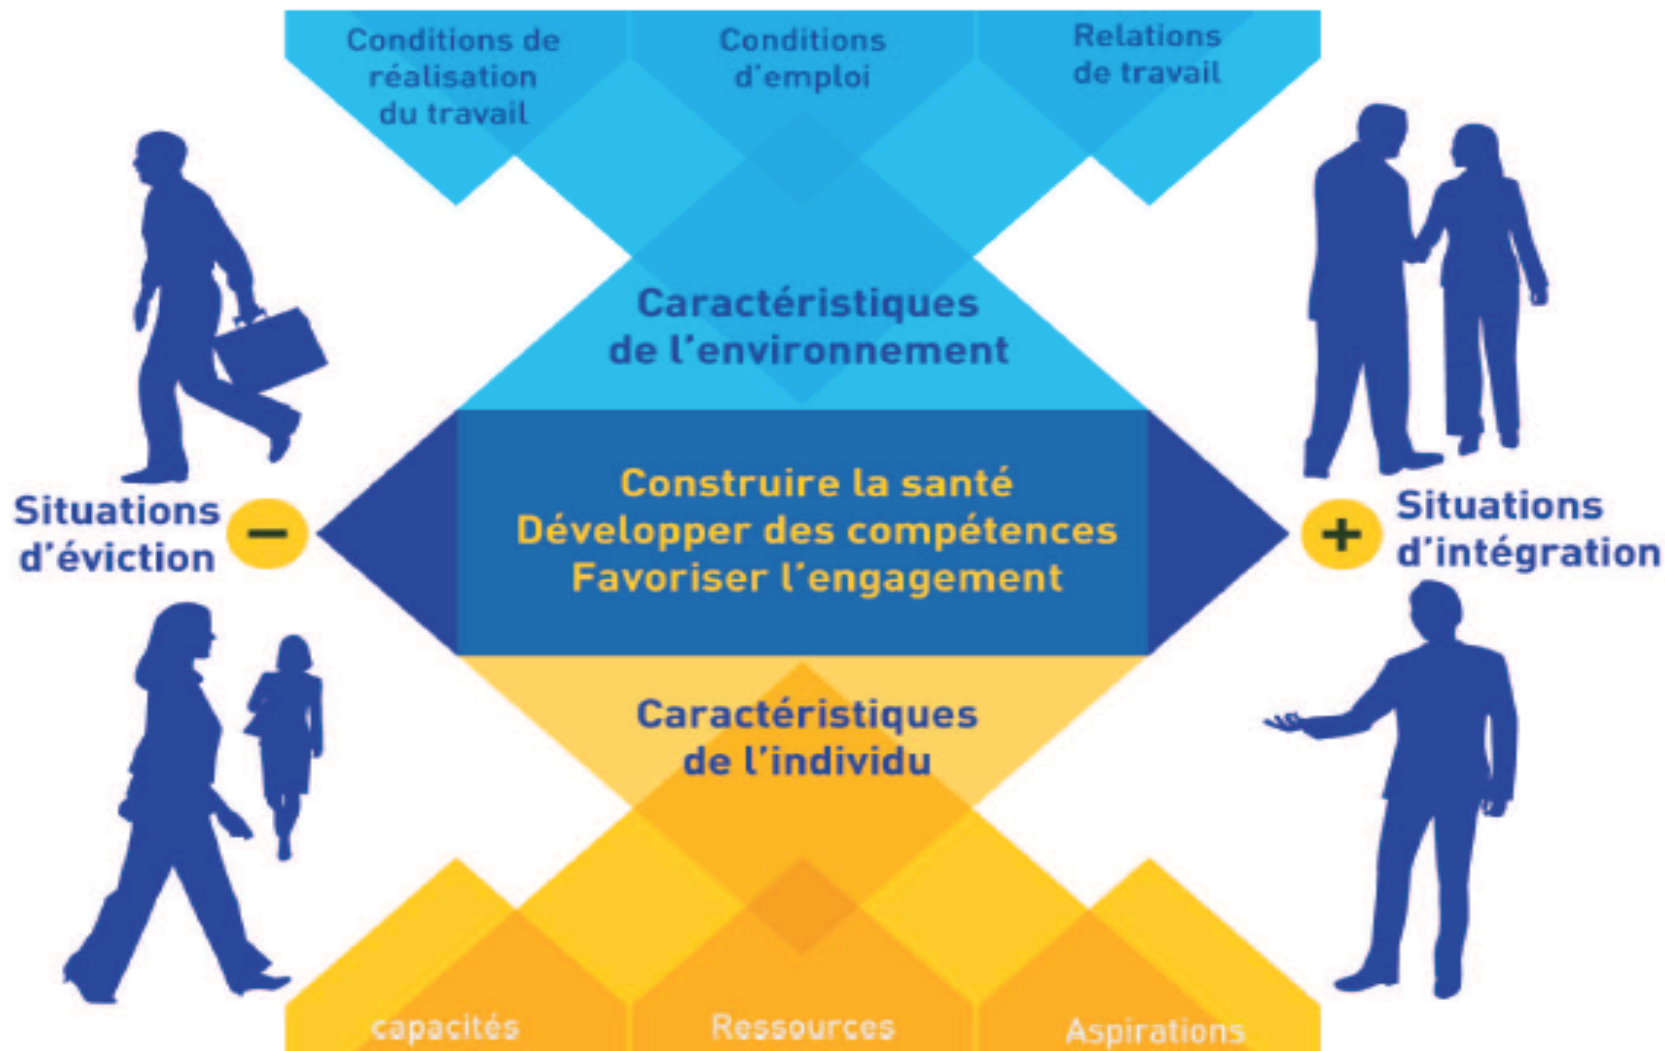 Conditions de
réalisation
du travail
Conditions
d'emploi
Relations
de travail
Caractéristiques
de l'environnement
Situations
d'éviction
−
Construire la santé
Développer des compétences
Favoriser l'engagement
+
Situations
d'intégration
Caractéristiques
de l'individu
capacités
Ressources
Aspirations